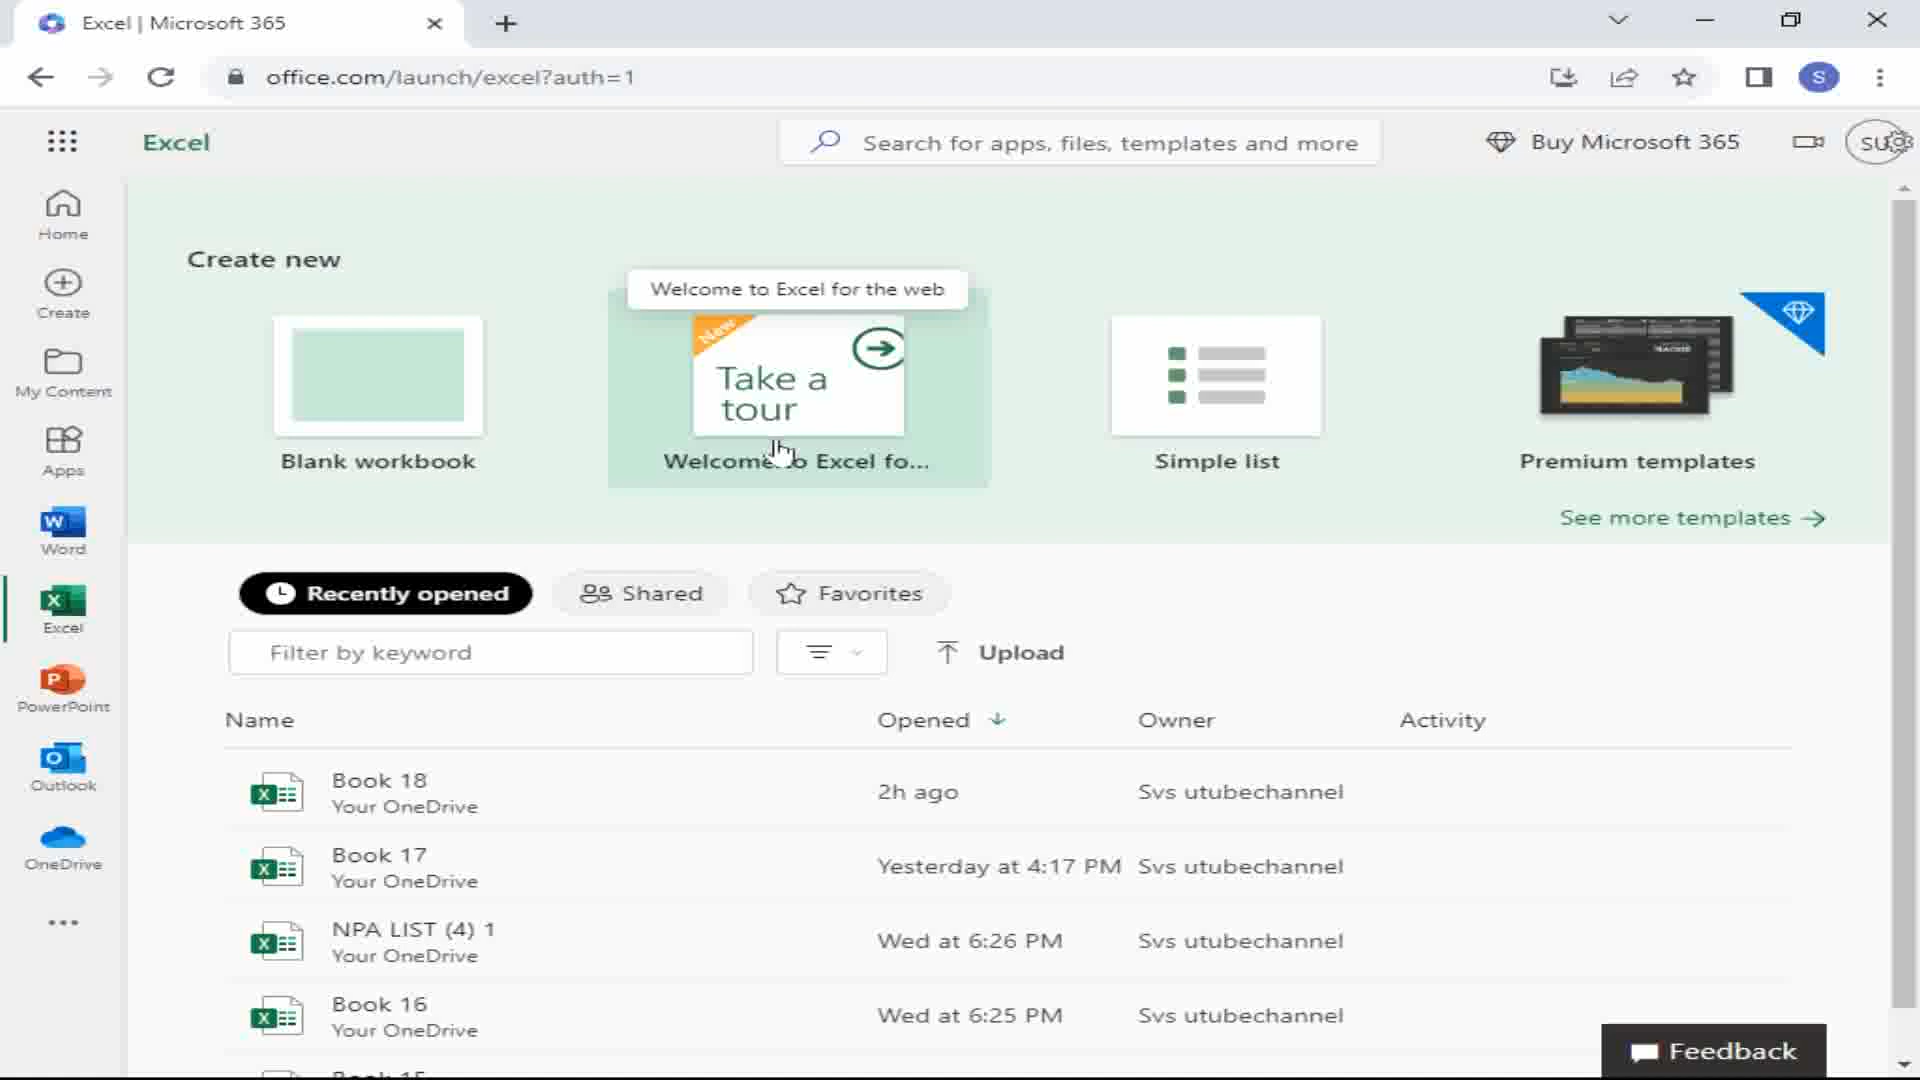 Excel | Microsoft 365
office.com/launch/excel?auth=1
S
Excel
Search for apps, files, templates and more
Buy Microsoft 365
SU
Home
Create
My Content
Apps
Word
Excel
PowerPoint
Outlook
OneDrive
Create new
Welcome to Excel for the web
New
Take a
tour
Blank workbook
Welcome to Excel fo...
Simple list
Premium templates
See more templates
Recently opened
Shared
Favorites
Filter by keyword
Upload
Name Opened Owner Activity
Book 18
Your OneDrive
2h ago
Svs utubechannel
Book 17
Your OneDrive
Yesterday at 4:17 PM
Svs utubechannel
NPA LIST (4) 1
Your OneDrive
Wed at 6:26 PM
Svs utubechannel
Book 16
Your OneDrive
Wed at 6:25 PM
Svs utubechannel
Book 15
Feedback